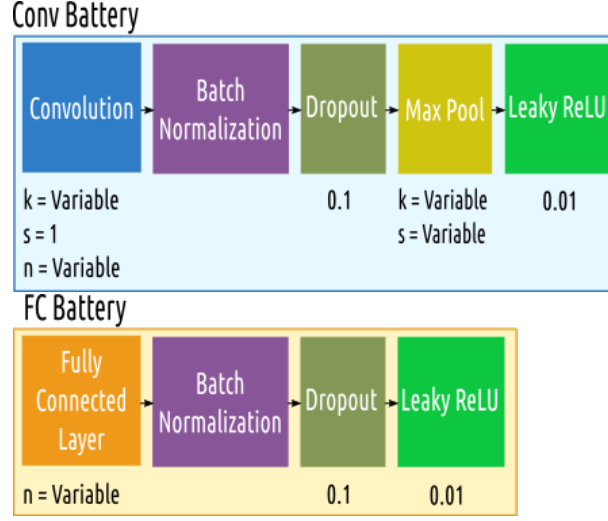 Conv Battery
Convolution
Batch
Normalization
Dropout
Max Pool
Leaky ReLU
k = Variable
s = 1
n = Variable
0.1
k = Variable
s = Variable
0.01
FC Battery
Fully
Connected
Layer
Batch
Normalization
Dropout
Leaky ReLU
n = Variable
0.1
0.01